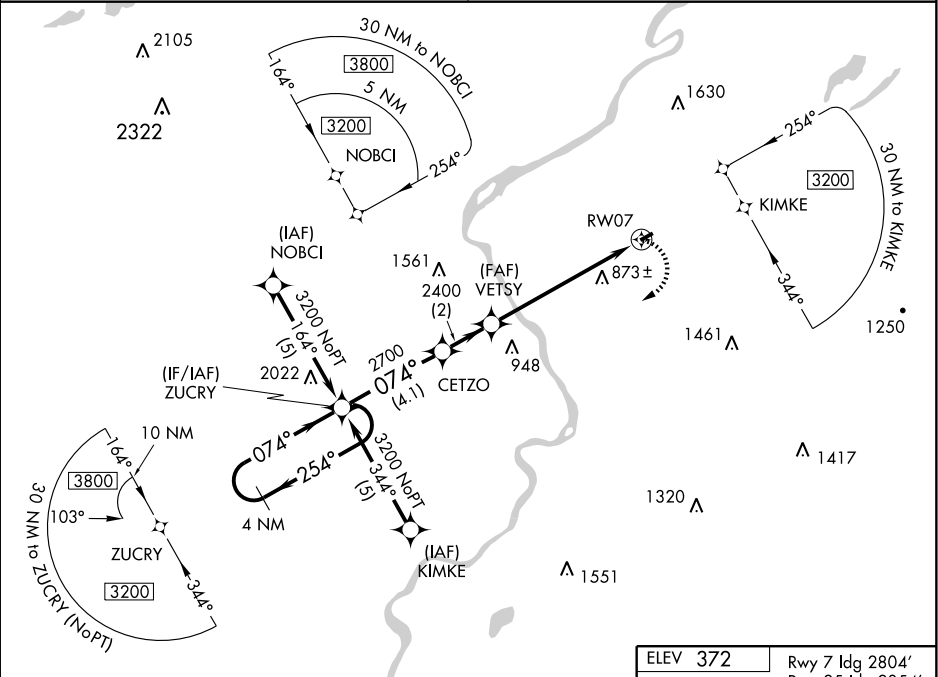 2105
2322
30 NM to NOBCI
3800
164°
5 NM
3200
NOBCI
254°
1630
254°
30 NM to KIMKE
3200
KIMKE
344°
1250
RW07
873±
(IAF)
NOBCI
1561
2400
(2)
(FAF)
VETSY
3200 NoPT
164°
(5)
948
1461
(IF/IAF)
ZUCRY
2022
2700
074°
(4.1)
CETZO
074°
254°
4 NM
3200 NoPT
344°
(5)
(IAF)
KIMKE
10 NM
164°
3800
103°
30 NM to ZUCRY (NoPT)
ZUCRY
3200
344°
1417
1320
1551
ELEV 372
Rwy 7 ldg 2804'